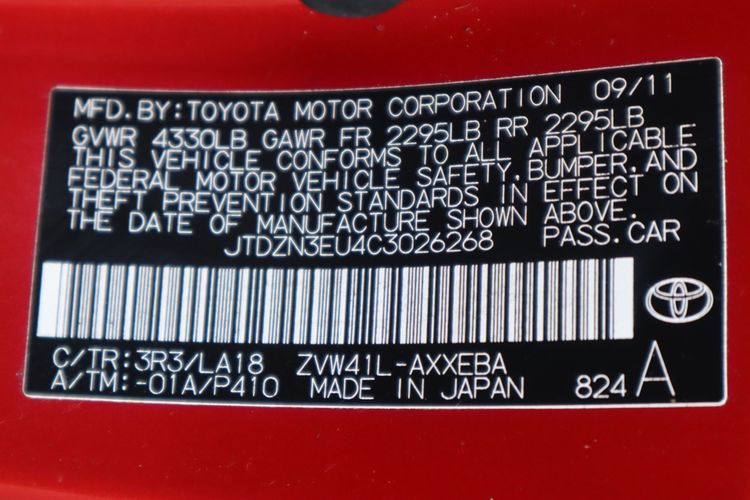 MFD. BY: TOYOTA MOTOR CORPORATION 09/11
GVWR 4330LB GAWR FR 2295LB RR 2295LB
THIS VEHICLE CONFORMS TO ALL APPLICABLE
FEDERAL MOTOR VEHICLE SAFETY, BUMPER, AND
THEFT PREVENTION STANDARDS IN EFFECT ON
THE DATE OF MANUFACTURE SHOWN ABOVE.
JTDZN3EU4C3026268 PASS. CAR
C/TR: 3R3/LA18 ZVW41L-AXXEBA
A/TM: -01A/P410 MADE IN JAPAN 824 A